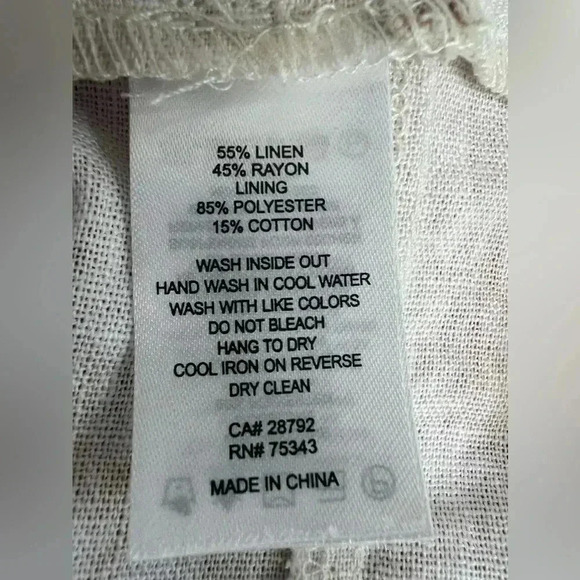 55% LINEN
45% RAYON
LINING
85% POLYESTER
15% COTTON
WASH INSIDE OUT
HAND WASH IN COOL WATER
WASH WITH LIKE COLORS
DO NOT BLEACH
HANG TO DRY
COOL IRON ON REVERSE
DRY CLEAN
CA# 28792
RN# 75343
MADE IN CHINA